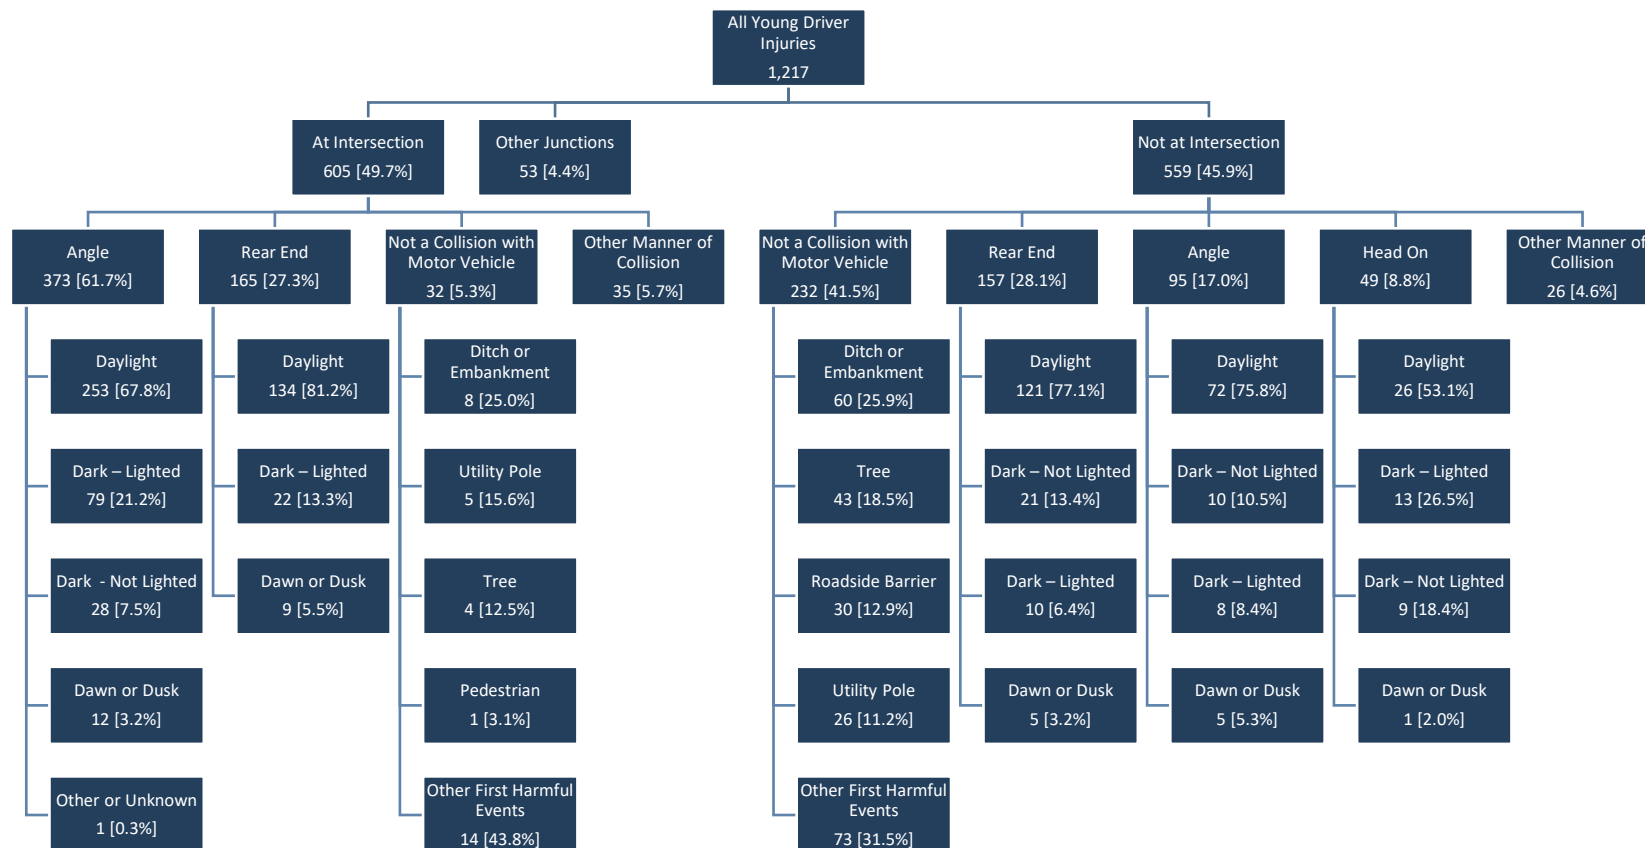 All Young Driver
Injuries
1,217
At Intersection
605 [49.7%]
Other Junctions
53 [4.4%]
Not at Intersection
559 [45.9%]
Angle
373 [61.7%]
Rear End
165 [27.3%]
Not a Collision with
Motor Vehicle
32 [5.3%]
Other Manner of
Collision
35 [5.7%]
Not a Collision with
Motor Vehicle
232 [41.5%]
Rear End
157 [28.1%]
Angle
95 [17.0%]
Head On
49 [8.8%]
Other Manner of
Collision
26 [4.6%]
Daylight
253 [67.8%]
Dark – Lighted
79 [21.2%]
Dark - Not Lighted
28 [7.5%]
Dawn or Dusk
12 [3.2%]
Other or Unknown
1 [0.3%]
Daylight
134 [81.2%]
Dark – Lighted
22 [13.3%]
Dawn or Dusk
9 [5.5%]
Ditch or
Embankment
8 [25.0%]
Utility Pole
5 [15.6%]
Tree
4 [12.5%]
Pedestrian
1 [3.1%]
Other First Harmful
Events
14 [43.8%]
Ditch or
Embankment
60 [25.9%]
Tree
43 [18.5%]
Roadside Barrier
30 [12.9%]
Utility Pole
26 [11.2%]
Other First Harmful
Events
73 [31.5%]
Daylight
121 [77.1%]
Dark – Not Lighted
21 [13.4%]
Dark – Lighted
10 [6.4%]
Dawn or Dusk
5 [3.2%]
Daylight
72 [75.8%]
Dark – Not Lighted
10 [10.5%]
Dark – Lighted
8 [8.4%]
Dawn or Dusk
5 [5.3%]
Daylight
26 [53.1%]
Dark – Lighted
13 [26.5%]
Dark – Not Lighted
9 [18.4%]
Dawn or Dusk
1 [2.0%]